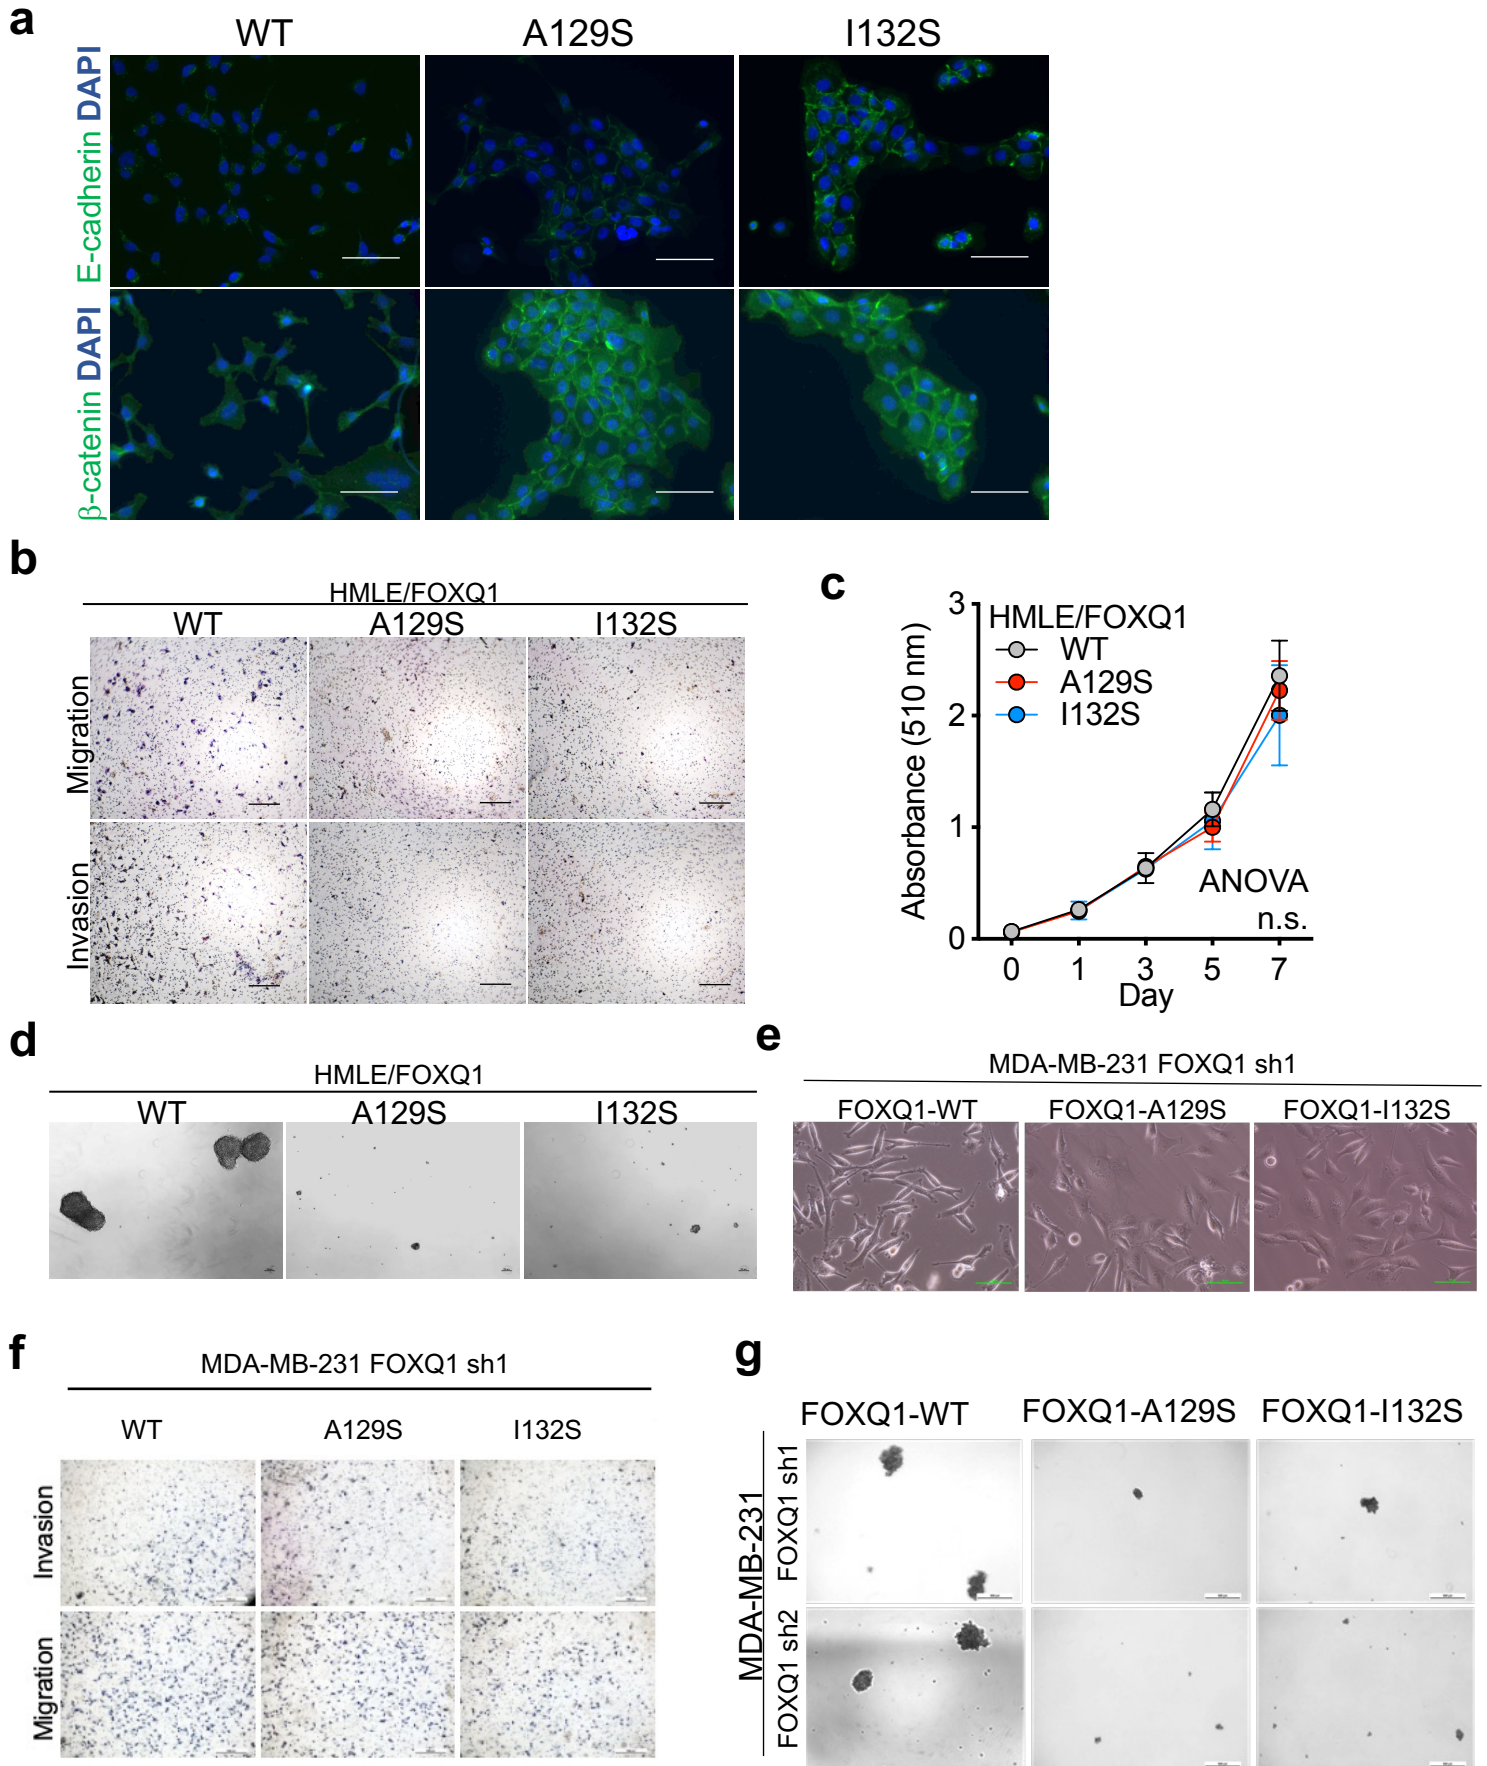 a
WT
A129S
I132S
E-cadherin DAPI
β-catenin DAPI
b
HMLE/FOXQ1
WT
A129S
I132S
Migration
Invasion
c
Absorbance (510 nm)
3
2
1
0
HMLE/FOXQ1
WT
A129S
I132S
ANOVA
n.s.
0
1
3
5
7
Day
d
HMLE/FOXQ1
WT
A129S
I132S
e
MDA-MB-231 FOXQ1 sh1
FOXQ1-WT
FOXQ1-A129S
FOXQ1-I132S
f
MDA-MB-231 FOXQ1 sh1
WT
A129S
I132S
Invasion
Migration
g
FOXQ1-WT
FOXQ1-A129S
FOXQ1-I132S
MDA-MB-231
FOXQ1 sh1
FOXQ1 sh2